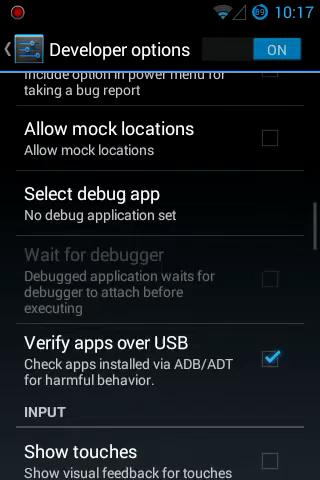 89 10:17
Developer options ON
Include option in power menu for
taking a bug report
Allow mock locations
Allow mock locations
Select debug app
No debug application set
Wait for debugger
Debugged application waits for
debugger to attach before
executing
Verify apps over USB
Check apps installed via ADB/ADT
for harmful behavior.
INPUT
Show touches
Show visual feedback for touches